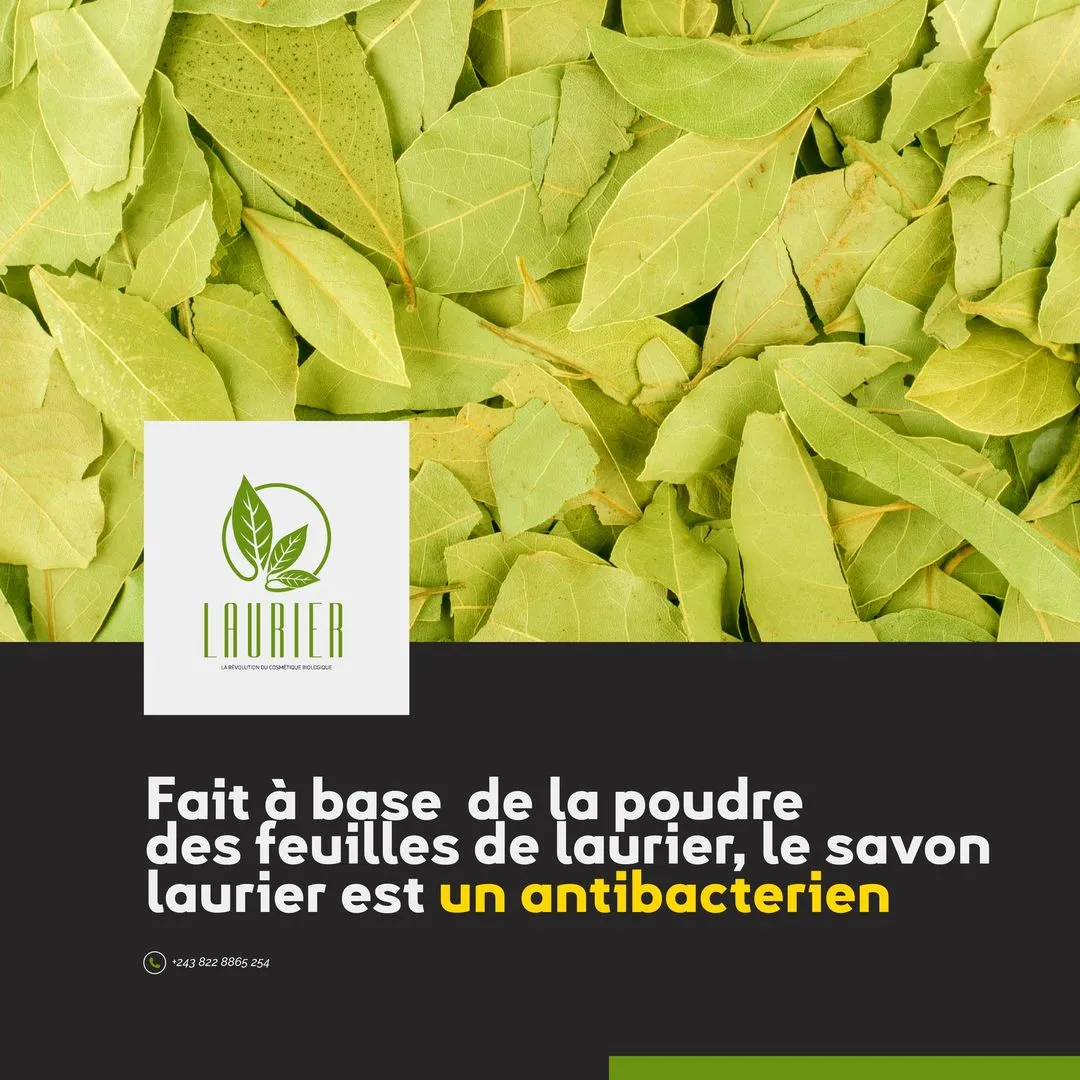 LAURIER
LA RÉVOLUTION DU COSMÉTIQUE BIOLOGIQUE
Fait à base de la poudre
des feuilles de laurier, le savon
laurier est un antibacterien
+243 822 8865 254